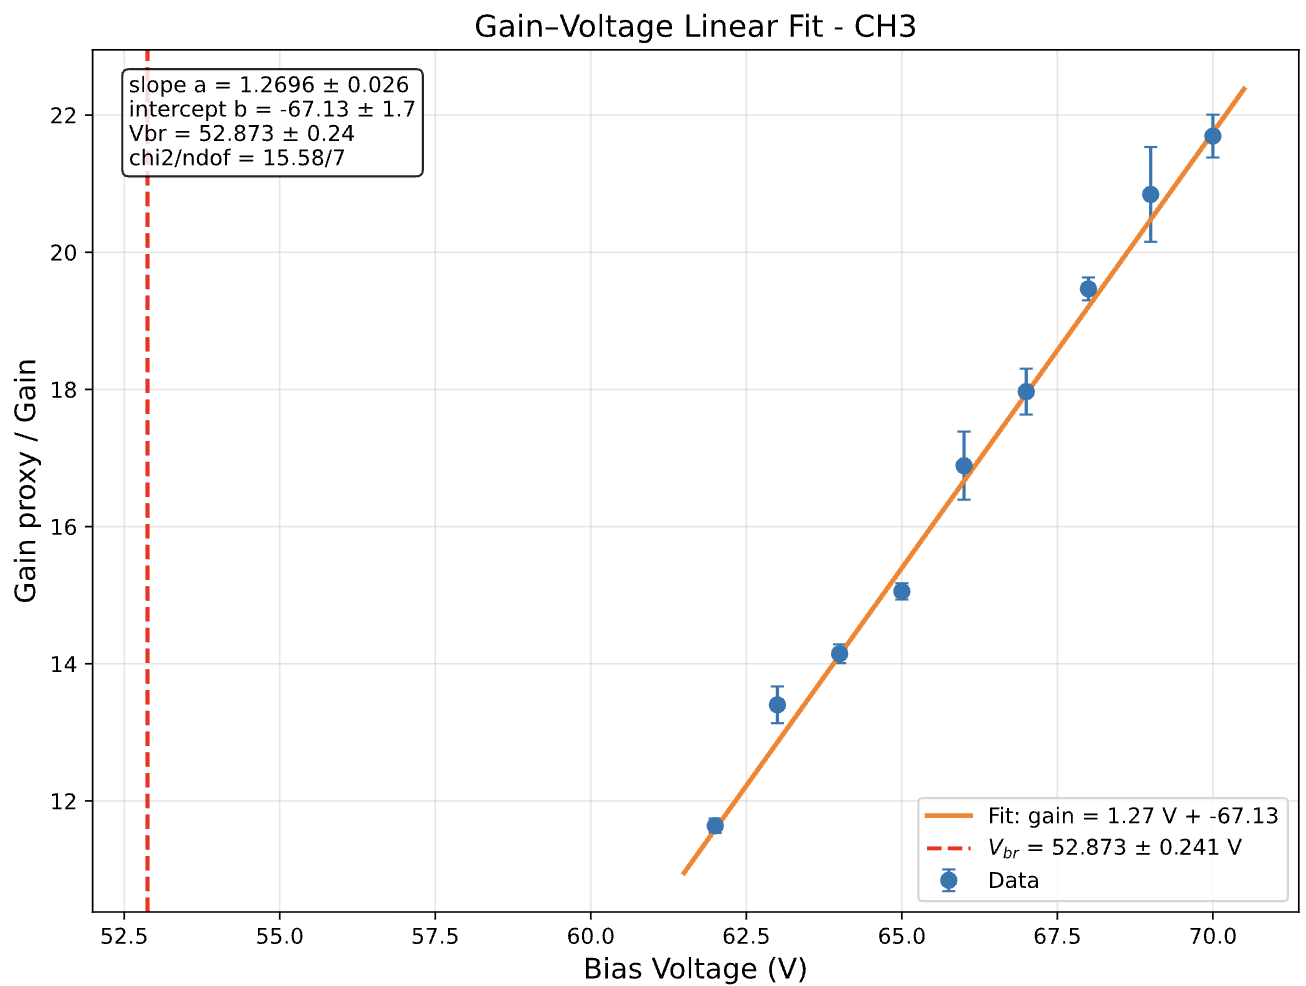 Gain–Voltage Linear Fit - CH3
slope a = 1.2696 ± 0.026
intercept b = -67.13 ± 1.7
Vbr = 52.873 ± 0.24
chi2/ndof = 15.58/7
Gain proxy / Gain
22
20
18
16
14
12
Fit: gain = 1.27 V + -67.13
Vbr = 52.873 ± 0.241 V
Data
52.5 55.0 57.5 60.0 62.5 65.0 67.5 70.0
Bias Voltage (V)